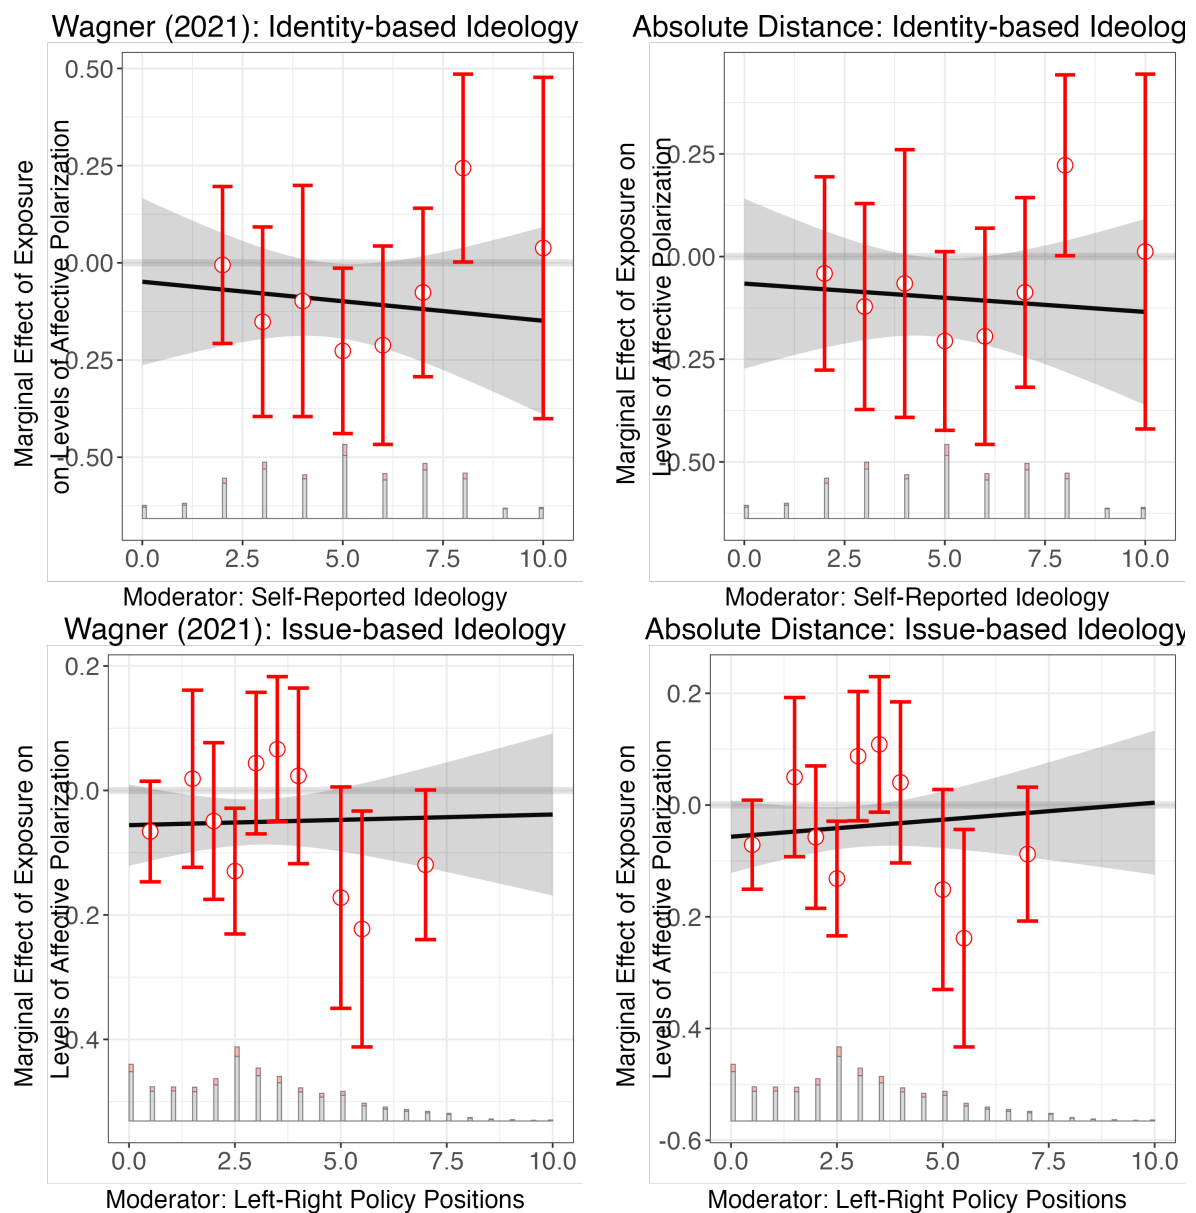 Wagner (2021): Identity-based Ideology
Marginal Effect of Exposure
on Levels of Affective Polarization
0.50
0.25
0.00
-0.25
-0.50
0.0 2.5 5.0 7.5 10.0
Moderator: Self-Reported Ideology
Absolute Distance: Identity-based Ideolog
Marginal Effect of Exposure on
Levels of Affective Polarization
0.25
0.00
-0.25
-0.50
0.0 2.5 5.0 7.5 10.0
Moderator: Self-Reported Ideology
Wagner (2021): Issue-based Ideology
Marginal Effect of Exposure on
Levels of Affective Polarization
0.2
0.0
-0.2
-0.4
0.0 2.5 5.0 7.5 10.0
Moderator: Left-Right Policy Positions
Absolute Distance: Issue-based Ideology
Marginal Effect of Exposure on
Levels of Affective Polarization
0.2
0.0
-0.2
-0.4
-0.6
0.0 2.5 5.0 7.5 10.0
Moderator: Left-Right Policy Positions